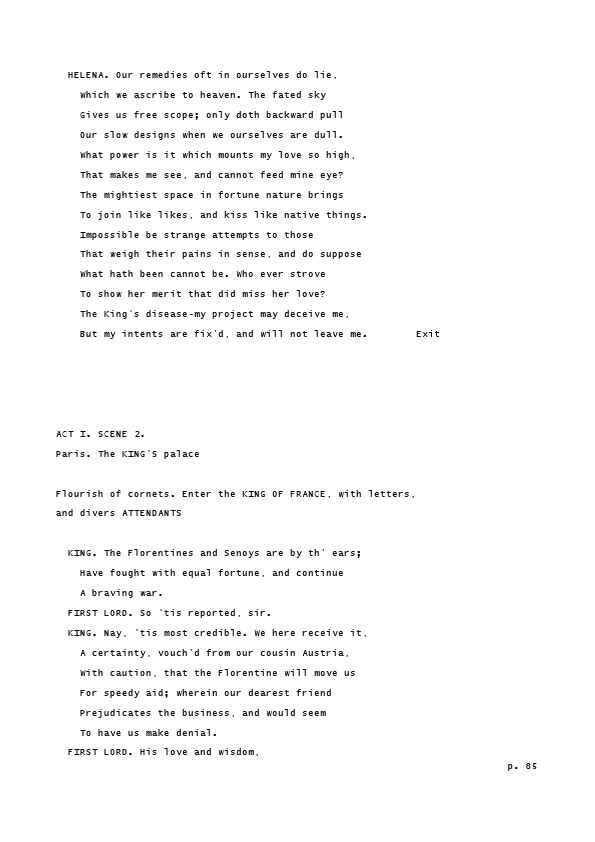 HELENA. Our remedies oft in ourselves do lie,
Which we ascribe to heaven. The fated sky
Gives us free scope; only doth backward pull
Our slow designs when we ourselves are dull.
What power is it which mounts my love so high,
That makes me see, and cannot feed mine eye?
The mightiest space in fortune nature brings
To join like likes, and kiss like native things.
Impossible be strange attempts to those
That weigh their pains in sense, and do suppose
What hath been cannot be. Who ever strove
To show her merit that did miss her love?
The King's disease-my project may deceive me,
But my intents are fix'd, and will not leave me. Exit
ACT I. SCENE 2.
Paris. The KING'S palace
Flourish of cornets. Enter the KING OF FRANCE, with letters,
and divers ATTENDANTS
KING. The Florentines and Senoys are by th' ears;
Have fought with equal fortune, and continue
A braving war.
FIRST LORD. So 'tis reported, sir.
KING. Nay, 'tis most credible. We here receive it,
A certainty, vouch'd from our cousin Austria,
With caution, that the Florentine will move us
For speedy aid; wherein our dearest friend
Prejudicates the business, and would seem
To have us make denial.
FIRST LORD. His love and wisdom,
p. 85